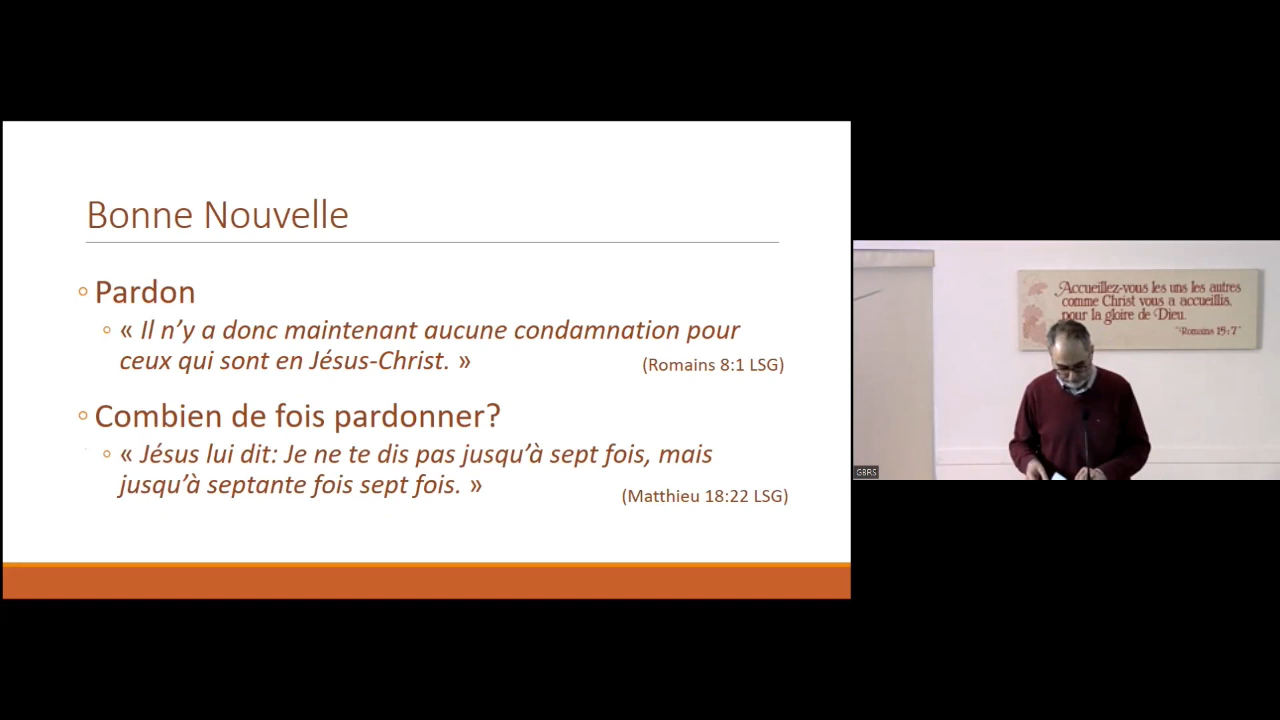 Bonne Nouvelle
Pardon
« Il n’y a donc maintenant aucune condamnation pour
ceux qui sont en Jésus-Christ. »
(Romains 8:1 LSG)
Combien de fois pardonner?
« Jésus lui dit: Je ne te dis pas jusqu’à sept fois, mais
jusqu’à septante fois sept fois. »
(Matthieu 18:22 LSG)
Accueillez-vous les uns les autres
comme Christ vous a accueillis,
pour la gloire de Dieu.
"Romains 15:7"
GBRS